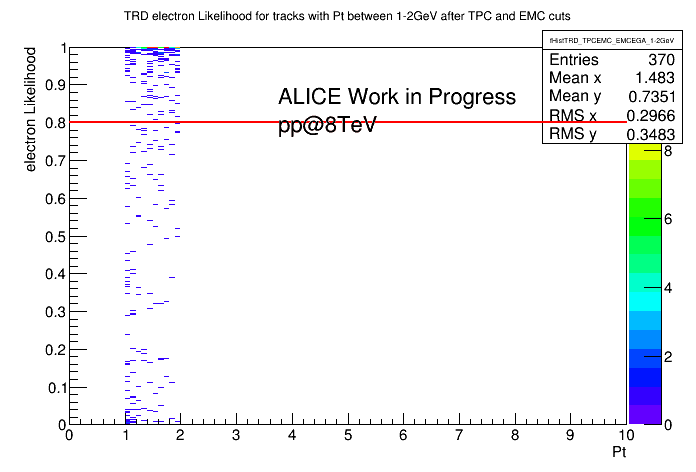 TRD electron Likelihood for tracks with Pt between 1-2GeV after TPC and EMC cuts
fHistTRD_TPCEMC_EMCEGA_1-2GeV
Entries 370
Mean x 1.483
Mean y 0.7351
RMS x 0.2966
RMS y 0.3483
electron Likelihood
1
0.9
0.8
0.7
0.6
0.5
0.4
0.3
0.2
0.1
0
ALICE Work in Progress
pp@8TeV
8
6
4
2
0
0 1 2 3 4 5 6 7 8 9 10
Pt